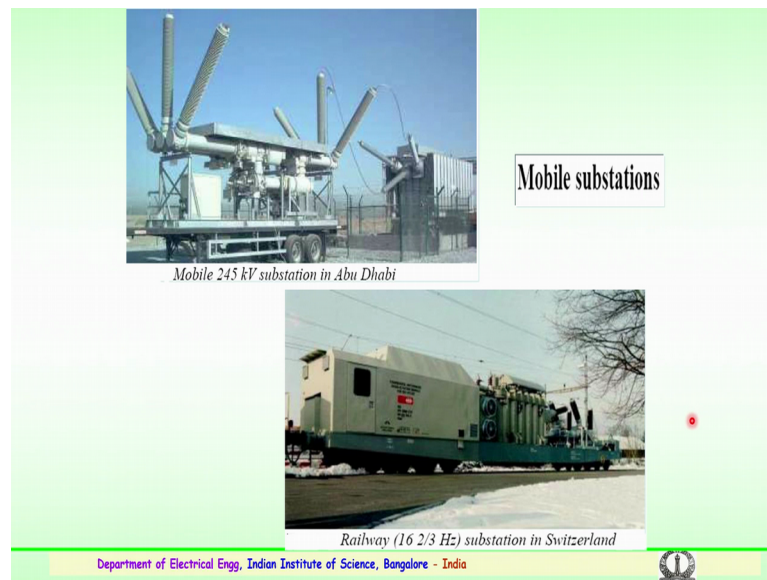 Mobile substations
Mobile 245 kV substation in Abu Dhabi
Railway (16 2/3 Hz) substation in Switzerland
Department of Electrical Engg, Indian Institute of Science, Bangalore - India